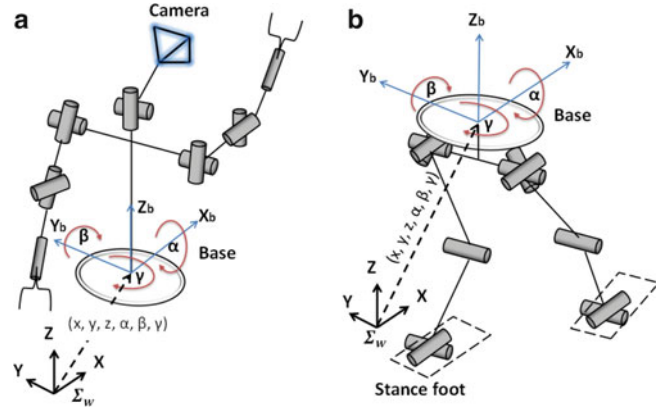 a
Camera
Zb
Xb
Yb
β
α
γ
Base
(x, y, z, α, β, γ)
Z
Y
X
Σw
b
Zb
Xb
Yb
β
α
γ
Base
(x, y, z, α, β, γ)
Z
Y
X
Σw
Stance foot